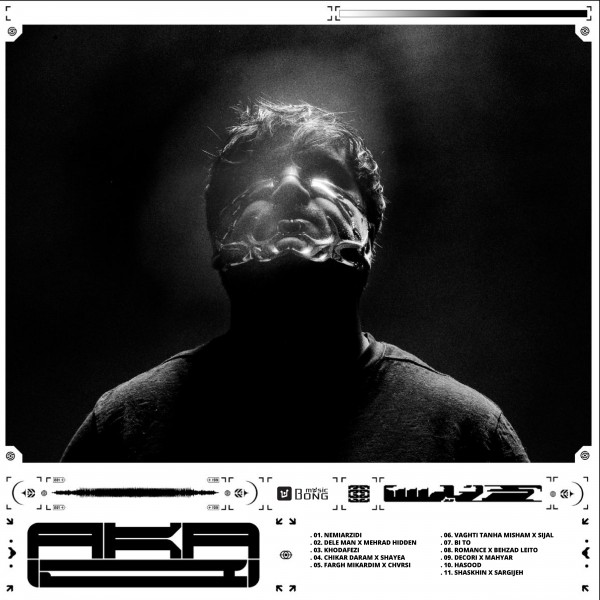 music
BONG
AKA
. 01. NEMIARZIDI
. 02. DELE MAN X MEHRAD HIDDEN
. 03. KHODAFEZI
. 04. CHIKAR DARAM X SHAYEA
. 05. FARGH MIKARDIM X CHVRSI
. 06. VAGHTI TANHA MISHAM X SIJAL
. 07. BI TO
. 08. ROMANCE X BEHZAD LEITO
. 09. DECORI X MAHYAR
. 10. HASOOD
. 11. SHASKHIN X SARGIJEH